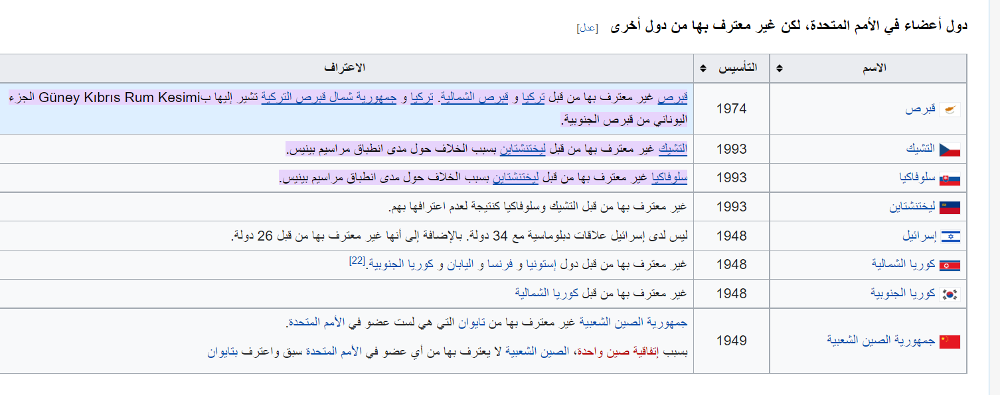 دول أعضاء في الأمم المتحدة، لكن غير معترف بها من دول أخرى [عدل]
الاسم التأسيس الاعتراف
قبرص 1974 قبرص غير معترف بها من قبل تركيا و قبرص الشمالية. تركيا و جمهورية شمال قبرص التركية تشير إليها بGüney Kıbrıs Rum Kesimi الجزء
اليوناني من قبرص الجنوبية.
التشيك 1993 التشيك غير معترف بها من قبل ليختنشتاين بسبب الخلاف حول مدى انطباق مراسيم بينيس.
سلوفاكيا 1993 سلوفاكيا غير معترف بها من قبل ليختنشتاين بسبب الخلاف حول مدى انطباق مراسيم بينيس.
ليختنشتاين 1993 غير معترف بها من قبل التشيك وسلوفاكيا كنتيجة لعدم اعترافها بهم.
إسرائيل 1948 ليس لدى إسرائيل علاقات دبلوماسية مع 34 دولة. بالإضافة إلى أنها غير معترف بها من قبل 26 دولة.
كوريا الشمالية 1948 غير معترف بها من قبل دول إستونيا و فرنسا و اليابان و كوريا الجنوبية.[22]
كوريا الجنوبية 1948 غير معترف بها من قبل كوريا الشمالية
جمهورية الصين الشعبية 1949 جمهورية الصين الشعبية غير معترف بها من تايوان التي هي لست عضو في الأمم المتحدة.
بسبب إتفاقية صين واحدة، الصين الشعبية لا يعترف بها من أي عضو في الأمم المتحدة سبق واعترف بتايوان